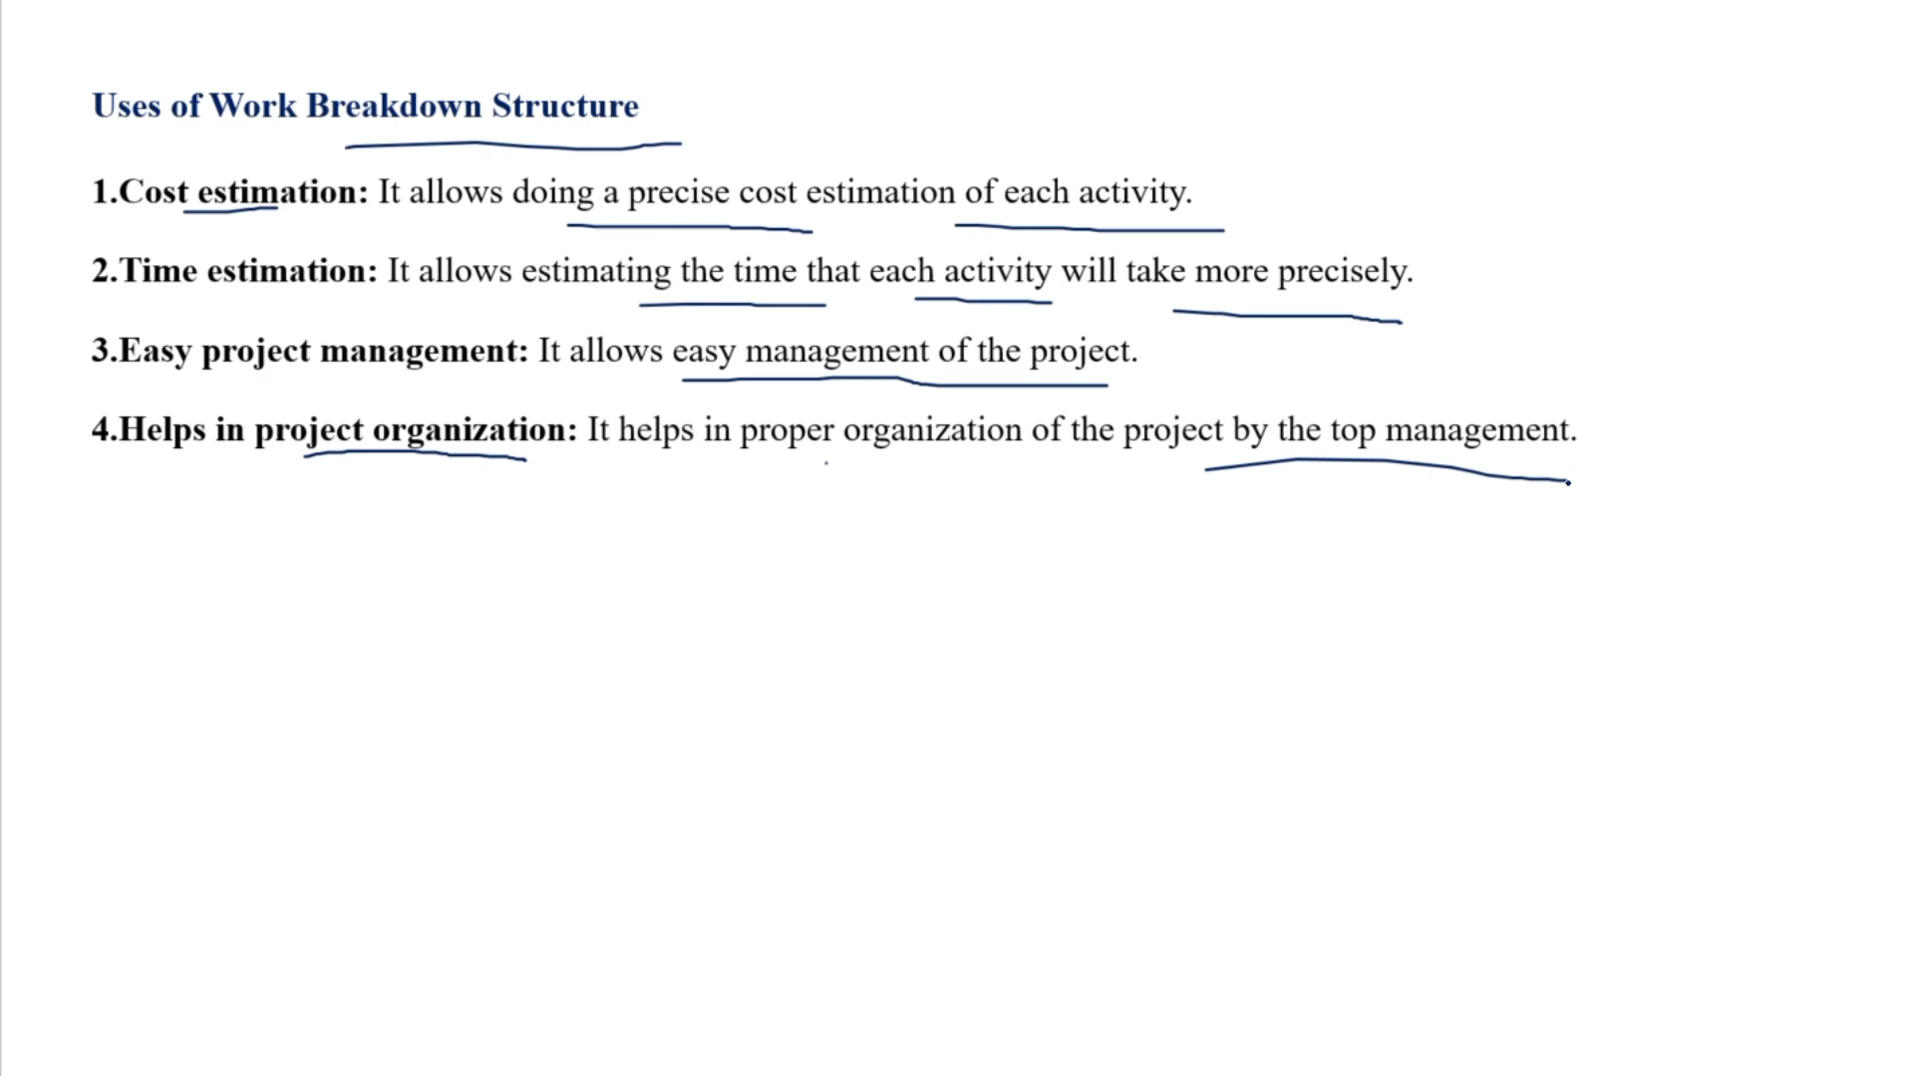 Uses of Work Breakdown Structure
1.Cost estimation: It allows doing a precise cost estimation of each activity.
2.Time estimation: It allows estimating the time that each activity will take more precisely.
3.Easy project management: It allows easy management of the project.
4.Helps in project organization: It helps in proper organization of the project by the top management.